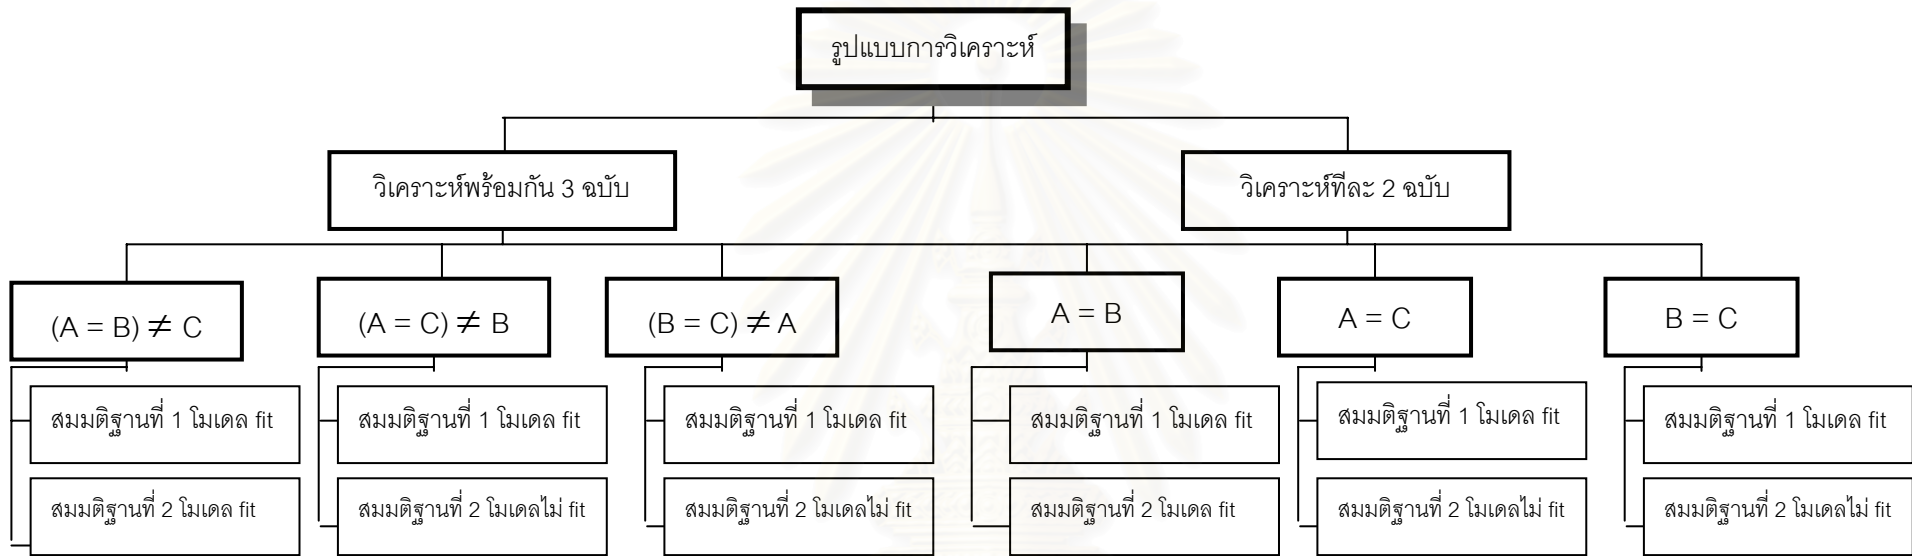 รูปแบบการวิเคราะห์
วิเคราะห์พร้อมกัน 3 ฉบับ
วิเคราะห์ทีละ 2 ฉบับ
(A = B) ≠ C
(A = C) ≠ B
(B = C) ≠ A
A = B
A = C
B = C
สมมติฐานที่ 1 โมเดล fit
สมมติฐานที่ 1 โมเดล fit
สมมติฐานที่ 1 โมเดล fit
สมมติฐานที่ 1 โมเดล fit
สมมติฐานที่ 1 โมเดล fit
สมมติฐานที่ 1 โมเดล fit
สมมติฐานที่ 2 โมเดล fit
สมมติฐานที่ 2 โมเดลไม่ fit
สมมติฐานที่ 2 โมเดลไม่ fit
สมมติฐานที่ 2 โมเดล fit
สมมติฐานที่ 2 โมเดลไม่ fit
สมมติฐานที่ 2 โมเดลไม่ fit